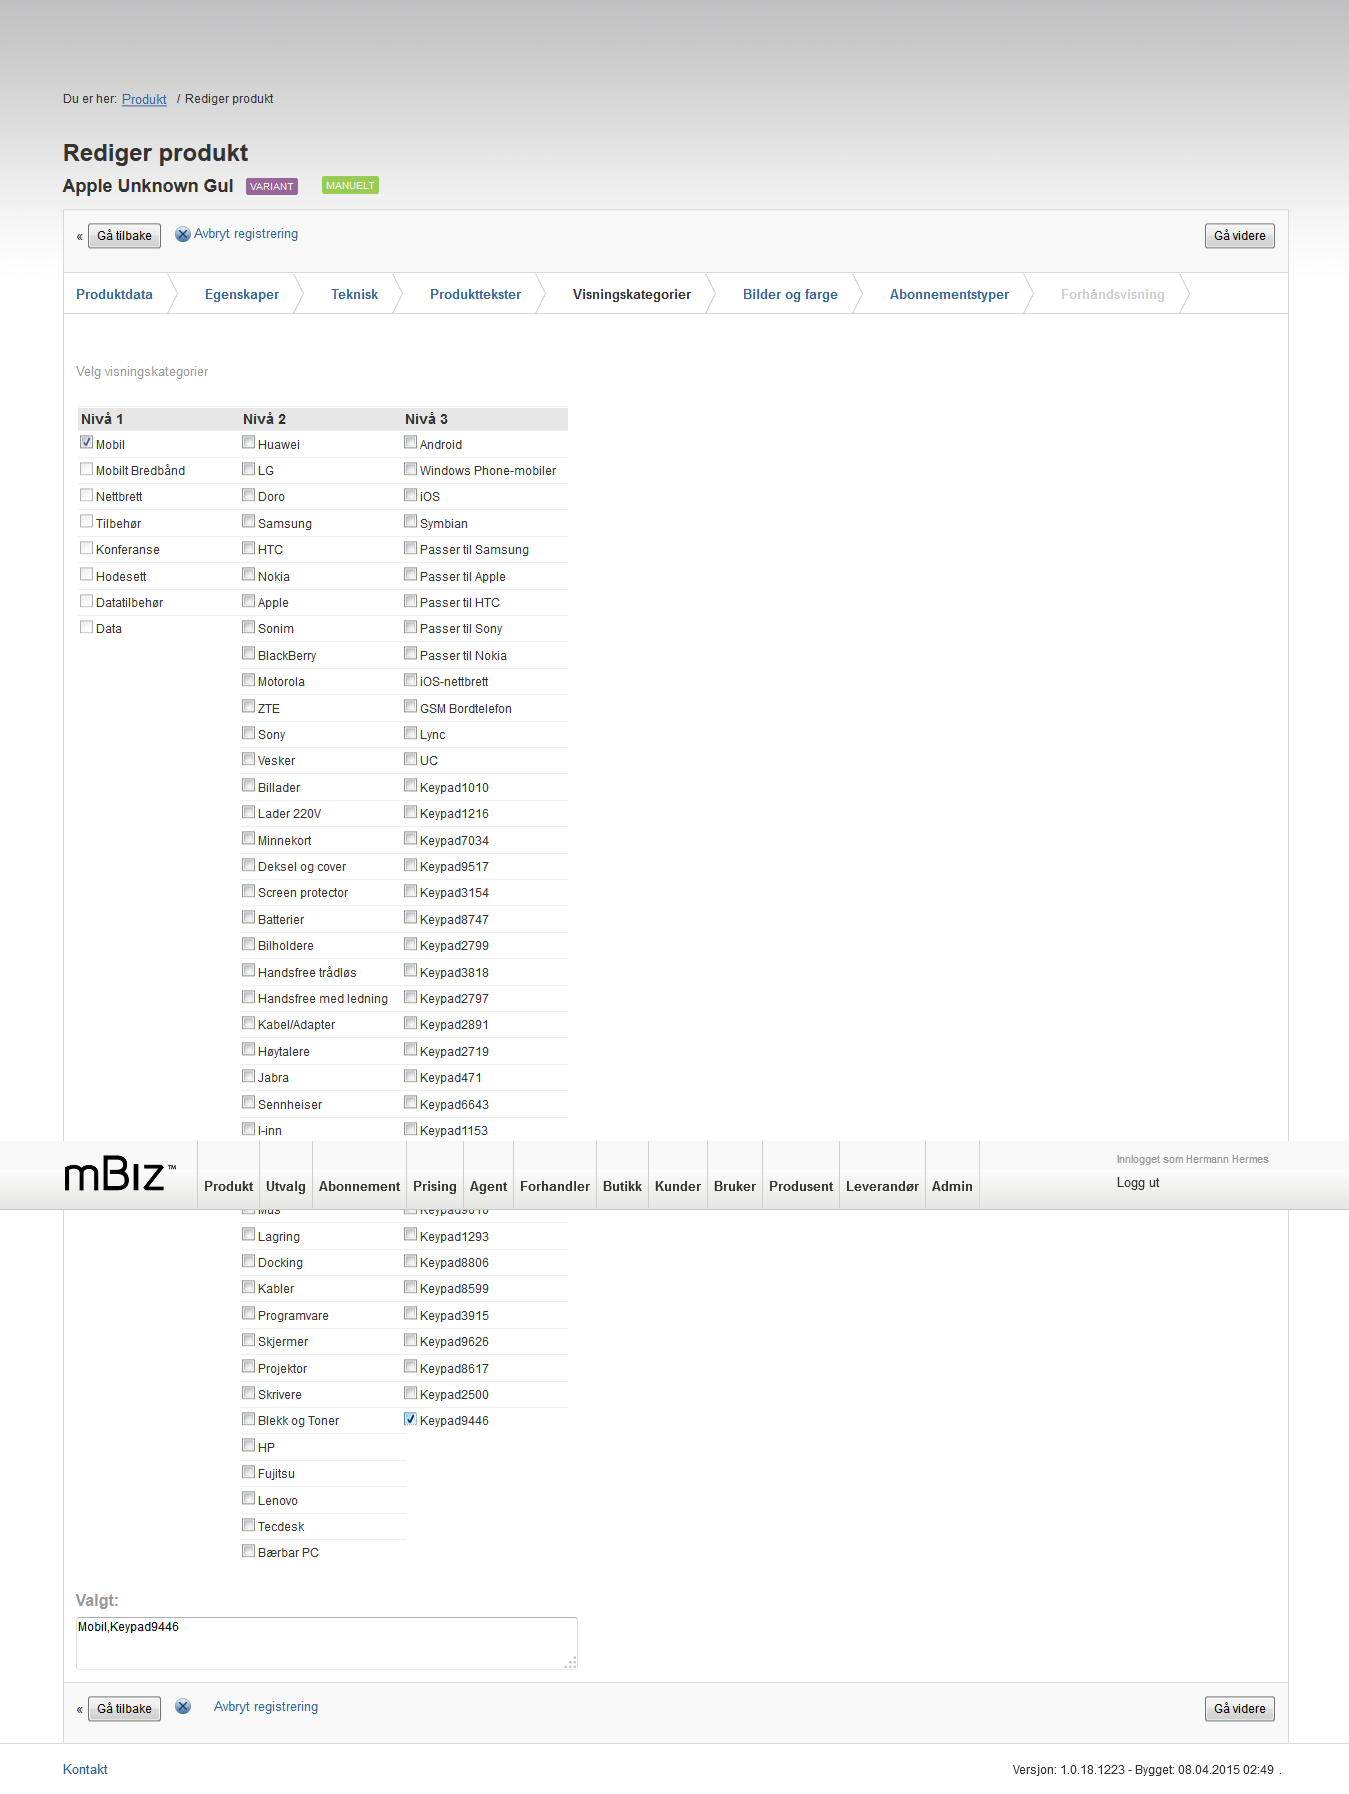 Du er her: Produkt / Rediger produkt
Rediger produkt
Apple Unknown Gul VARIANT MANUELT
« Gå tilbake Avbryt registrering Gå videre
Produktdata Egenskaper Teknisk Produkttekster Visningskategorier Bilder og farge Abonnementstyper Forhåndsvisning
Velg visningskategorier
Nivå 1 Nivå 2 Nivå 3
Mobil Huawei Android
Mobilt Bredbånd LG Windows Phone-mobiler
Nettbrett Doro iOS
Tilbehør Samsung Symbian
Konferanse HTC Passer til Samsung
Hodesett Nokia Passer til Apple
Datatilbehør Apple Passer til HTC
Data Sonim Passer til Sony
BlackBerry Passer til Nokia
Motorola iOS-nettbrett
ZTE GSM Bordtelefon
Sony Lync
Vesker UC
Billader Keypad1010
Lader 220V Keypad1216
Minnekort Keypad7034
Deksel og cover Keypad9517
Screen protector Keypad3154
Batterier Keypad8747
Bilholdere Keypad2799
Handsfree trådløs Keypad3818
Handsfree med ledning Keypad2797
Kabel/Adapter Keypad2891
Høytalere Keypad2719
Jabra Keypad471
Sennheiser Keypad6643
I-inn Keypad1153
mBiz™ Produkt Utvalg Abonnement Prising Agent Forhandler Butikk Kunder Bruker Produsent Leverandør Admin
Innlogget som Hermann Hermes
Logg ut
Mus
Lagring Keypad1293
Docking Keypad8806
Kabler Keypad8599
Programvare Keypad3915
Skjermer Keypad9626
Projektor Keypad8617
Skrivere Keypad2500
Blekk og Toner Keypad9446
HP
Fujitsu
Lenovo
Tecdesk
Bærbar PC
Valgt:
Mobil,Keypad9446
« Gå tilbake Avbryt registrering Gå videre
Kontakt Versjon: 1.0.18.1223 - Bygget: 08.04.2015 02:49 .